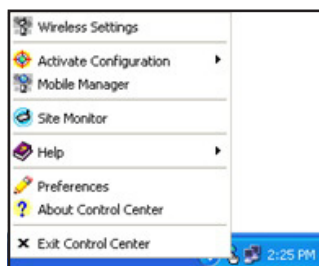 Wireless Settings
Activate Configuration
Mobile Manager
Site Monitor
Help
Preferences
About Control Center
Exit Control Center
2:25 PM